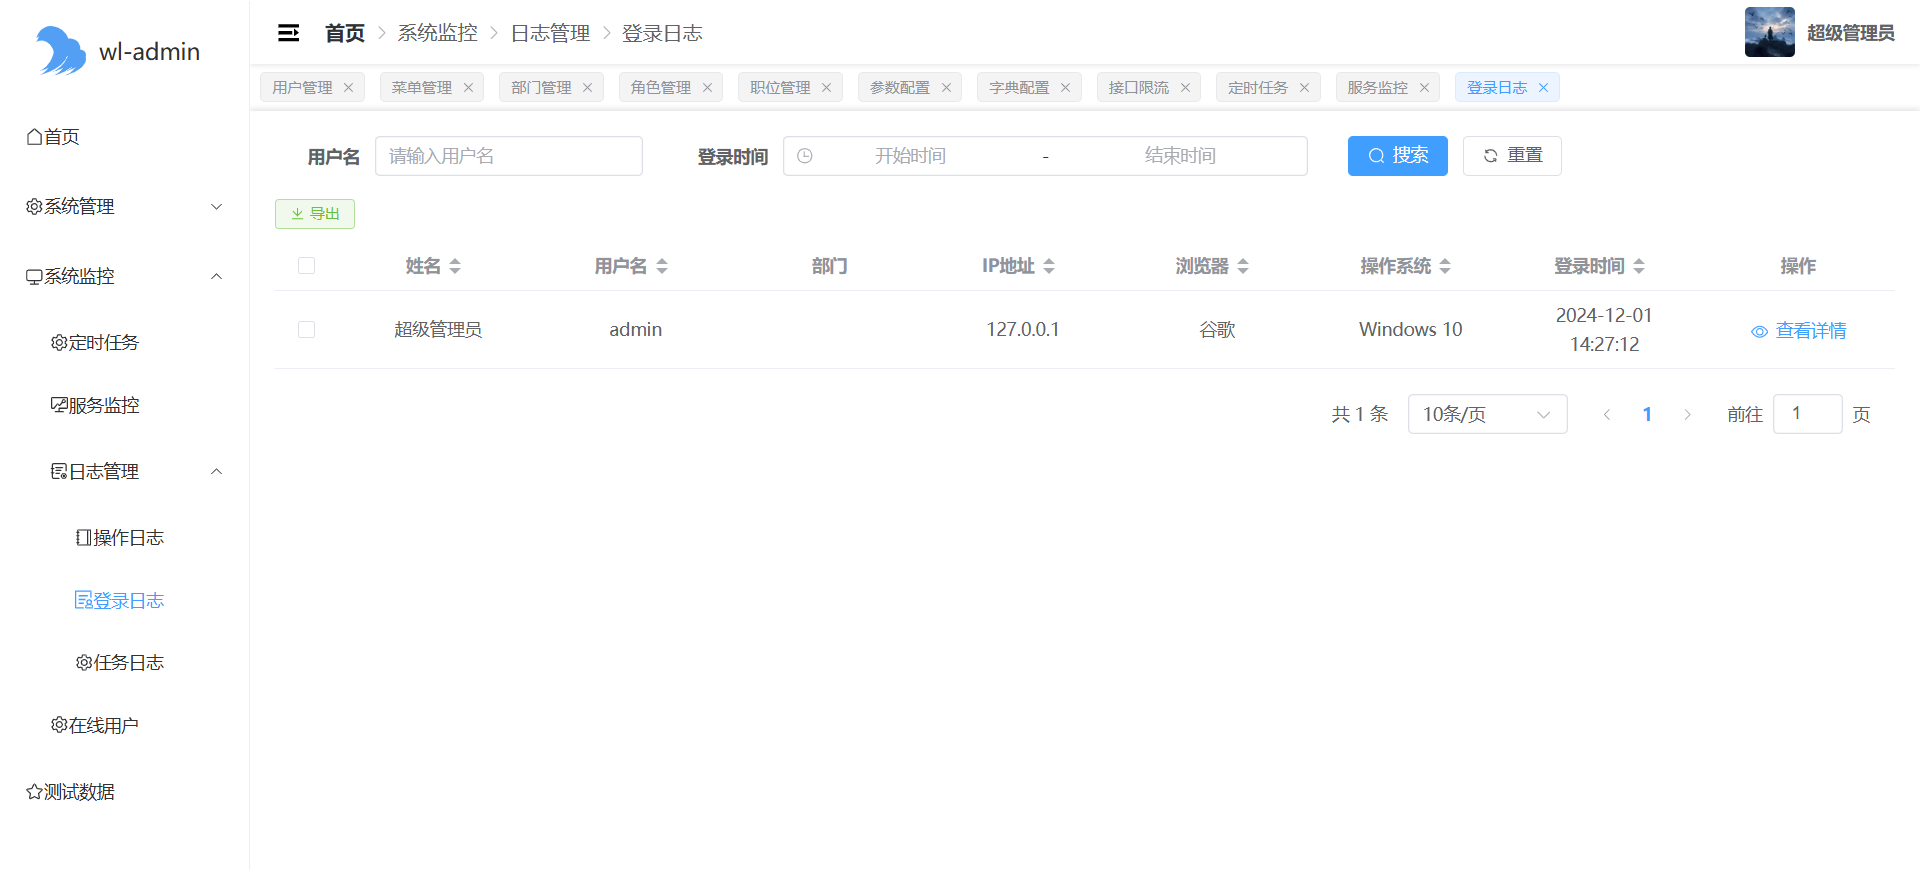 wl-admin
首页
系统管理
系统监控
定时任务
服务监控
日志管理
操作日志
登录日志
任务日志
在线用户
测试数据
首页 > 系统监控 > 日志管理 > 登录日志
超级管理员
用户管理 菜单管理 部门管理 角色管理 职位管理 参数配置 字典配置 接口限流 定时任务 服务监控 登录日志
用户名 请输入用户名 登录时间 开始时间 - 结束时间 搜索 重置
导出
姓名 用户名 部门 IP地址 浏览器 操作系统 登录时间 操作
超级管理员 admin 127.0.0.1 谷歌 Windows 10 2024-12-01 14:27:12 查看详情
共 1 条 10条/页 1 前往 1 页